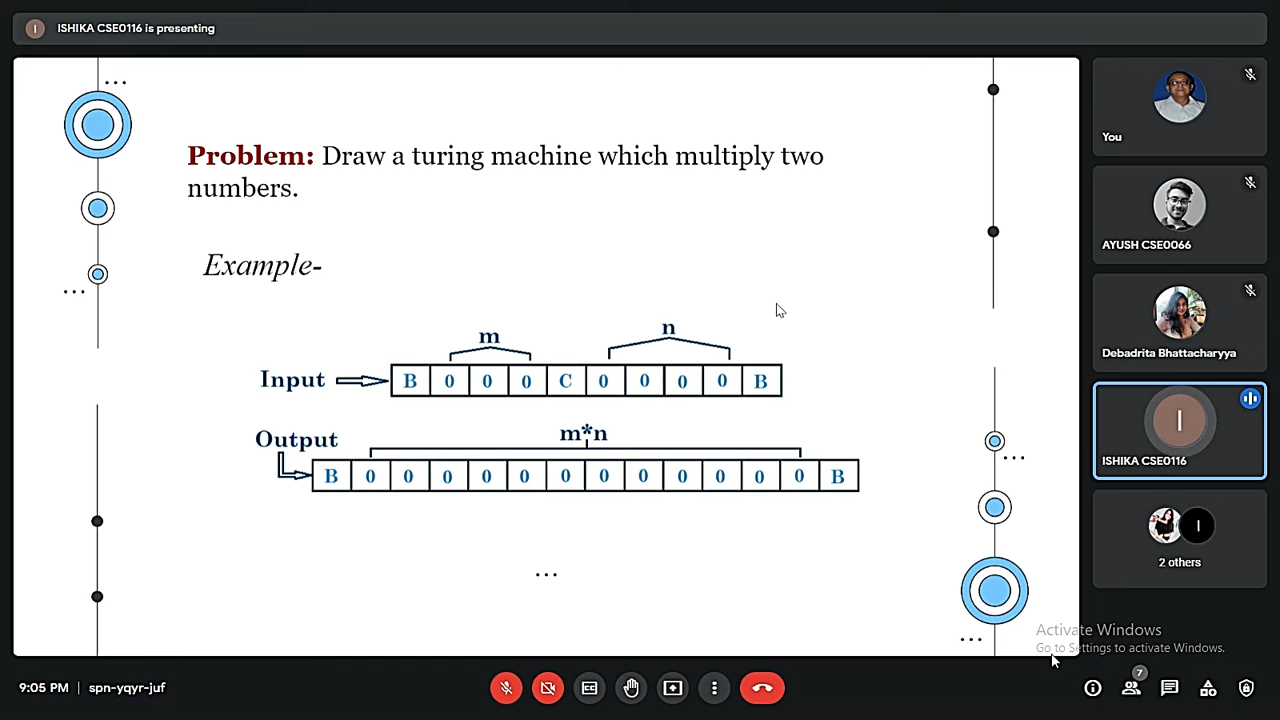 I ISHIKA CSE0116 is presenting
Problem: Draw a turing machine which multiply two
numbers.
Example-
m n
Input B 0 0 0 C 0 0 0 0 B
Output m*n
B 0 0 0 0 0 0 0 0 0 0 0 0 B
You
AYUSH CSE0066
Debadrita Bhattacharyya
I
ISHIKA CSE0116
I
2 others
Activate Windows
Go to Settings to activate Windows.
9:05 PM | spn-yqyr-juf
CC
7